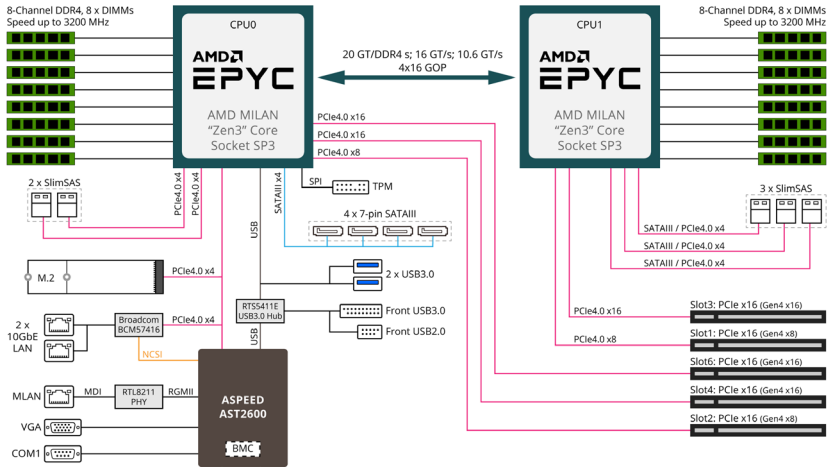 8-Channel DDR4, 8 x DIMMs
Speed up to 3200 MHz
CPU0
AMD
EPYC
AMD MILAN
“Zen3” Core
Socket SP3
20 GT/DDR4 s; 16 GT/s; 10.6 GT/s
4x16 GOP
CPU1
AMD
EPYC
AMD MILAN
“Zen3” Core
Socket SP3
8-Channel DDR4, 8 x DIMMs
Speed up to 3200 MHz
PCIe4.0 x16
PCIe4.0 x16
PCIe4.0 x8
2 x SlimSAS
PCIe4.0 x4
PCIe4.0 x4
USB
SATAIII x4
SPI
TPM
4 x 7-pin SATAIII
3 x SlimSAS
SATAIII / PCIe4.0 x4
SATAIII / PCIe4.0 x4
SATAIII / PCIe4.0 x4
M.2
PCIe4.0 x4
2 x USB3.0
RTS5411E
USB3.0 Hub
Front USB3.0
Front USB2.0
USB
2 x
10GbE
LAN
Broadcom
BCM57416
PCIe4.0 x4
NCSI
MLAN
MDI
RTL8211
PHY
RGMII
ASPEED
AST2600
BMC
VGA
COM1
PCIe4.0 x16
PCIe4.0 x8
Slot3: PCIe x16 (Gen4 x16)
Slot1: PCIe x16 (Gen4 x8)
Slot6: PCIe x16 (Gen4 x16)
Slot4: PCIe x16 (Gen4 x16)
Slot2: PCIe x16 (Gen4 x8)